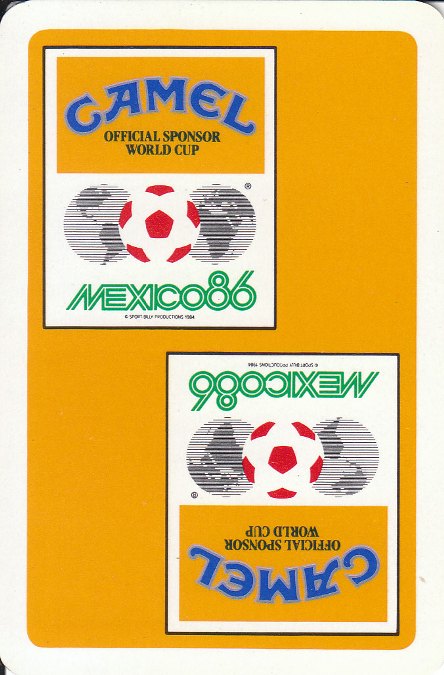 CAMEL
OFFICIAL SPONSOR
WORLD CUP
®
MEXICO86
© SPORT BILLY PRODUCTIONS 1984
CAMEL
OFFICIAL SPONSOR
WORLD CUP
®
MEXICO86
© SPORT BILLY PRODUCTIONS 1984